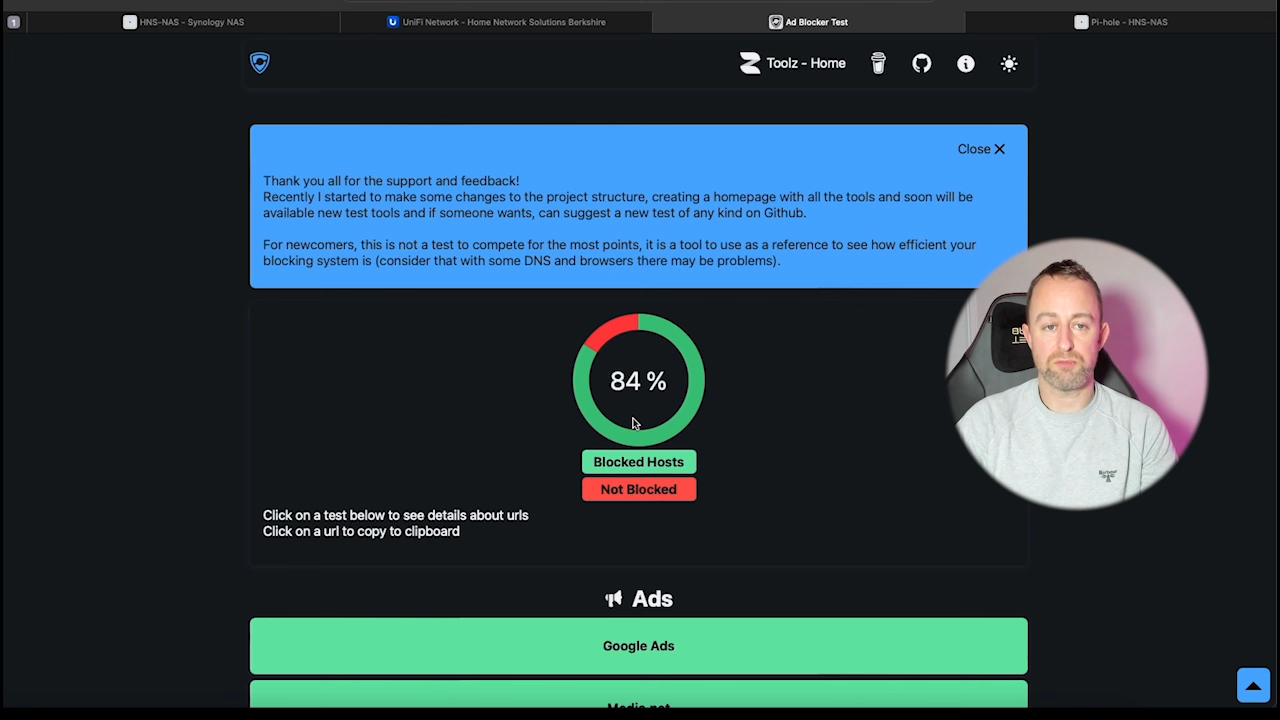 1
HNS-NAS - Synology NAS
UniFi Network - Home Network Solutions Berkshire
Ad Blocker Test
Pi-hole - HNS-NAS
Toolz - Home
Close
Thank you all for the support and feedback!
Recently I started to make some changes to the project structure, creating a homepage with all the tools and soon will be
available new test tools and if someone wants, can suggest a new test of any kind on Github.
For newcomers, this is not a test to compete for the most points, it is a tool to use as a reference to see how efficient your
blocking system is (consider that with some DNS and browsers there may be problems).
84 %
Blocked Hosts
Not Blocked
Click on a test below to see details about urls
Click on a url to copy to clipboard
Ads
Google Ads
Media.net
Barbour